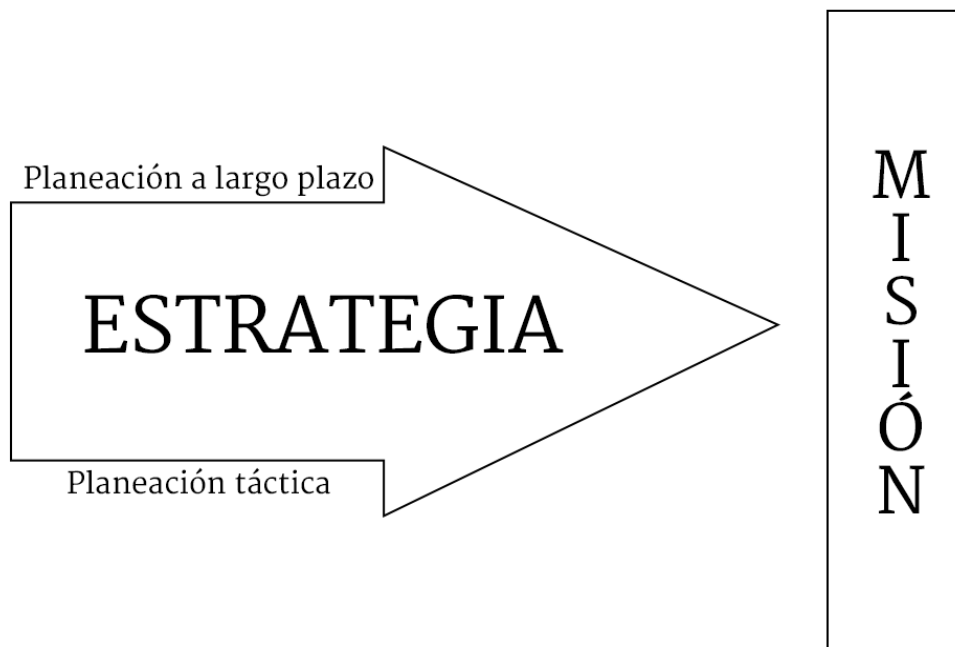 Planeación a largo plazo
ESTRATEGIA
Planeación táctica
M
I
S
I
Ó
N